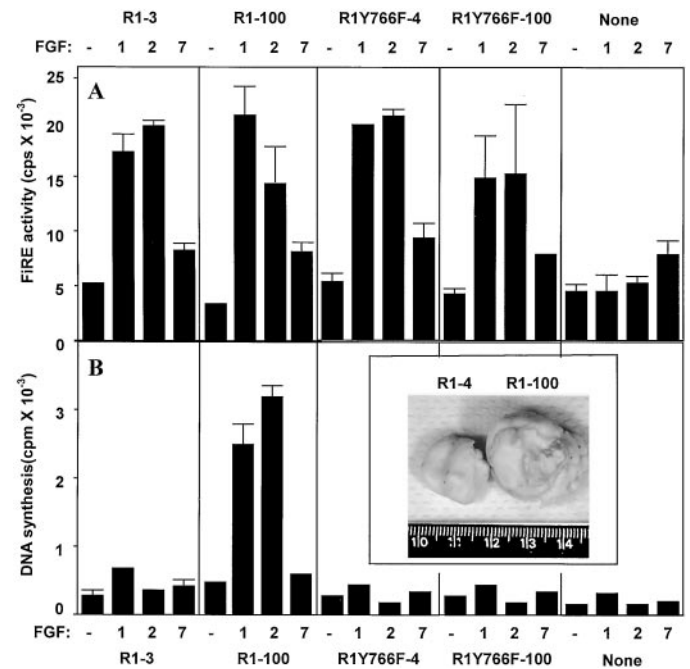 R1-3 R1-100 R1Y766F-4 R1Y766F-100 None
FGF: - 1 2 7 - 1 2 7 - 1 2 7 - 1 2 7 - 1 2 7
A
FiRE activity (cps X 10⁻³)
25
20
15
10
5
0
B
DNA synthesis(cpm X 10⁻³)
3
2
1
0
R1-4 R1-100
10 11 12 13 14
FGF: - 1 2 7 - 1 2 7 - 1 2 7 - 1 2 7 - 1 2 7
R1-3 R1-100 R1Y766F-4 R1Y766F-100 None